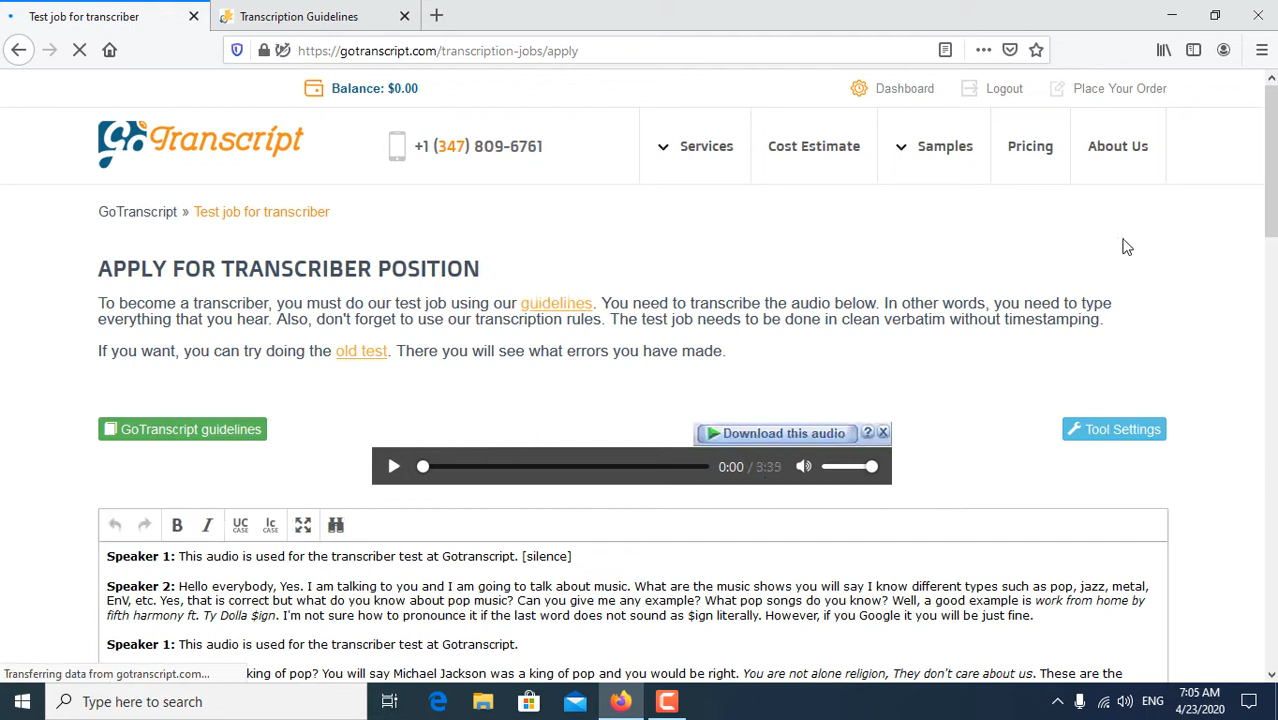 Test job for transcriber
Transcription Guidelines
https://gotranscript.com/transcription-jobs/apply
Balance: $0.00
Dashboard
Logout
Place Your Order
GoTranscript
+1 (347) 809-6761
Services
Cost Estimate
Samples
Pricing
About Us
GoTranscript » Test job for transcriber
APPLY FOR TRANSCRIBER POSITION
To become a transcriber, you must do our test job using our guidelines. You need to transcribe the audio below. In other words, you need to type
everything that you hear. Also, don't forget to use our transcription rules. The test job needs to be done in clean verbatim without timestamping.
If you want, you can try doing the old test. There you will see what errors you have made.
GoTranscript guidelines
Download this audio
?
Tool Settings
0:00 / 3:39
B
I
UC CASE
lc CASE
Speaker 1: This audio is used for the transcriber test at Gotranscript. [silence]
Speaker 2: Hello everybody, Yes. I am talking to you and I am going to talk about music. What are the music shows you will say I know different types such as pop, jazz, metal,
EnV, etc. Yes, that is correct but what do you know about pop music? Can you give me any example? What pop songs do you know? Well, a good example is work from home by
fifth harmony ft. Ty Dolla $ign. I'm not sure how to pronounce it if the last word does not sound as $ign literally. However, if you Google it you will be just fine.
Speaker 1: This audio is used for the transcriber test at Gotranscript.
king of pop? You will say Michael Jackson was a king of pop and you would be right. You are not alone religion, They don't care about us. These are the
Transferring data from gotranscript.com...
Type here to search
ENG
7:05 AM
4/23/2020